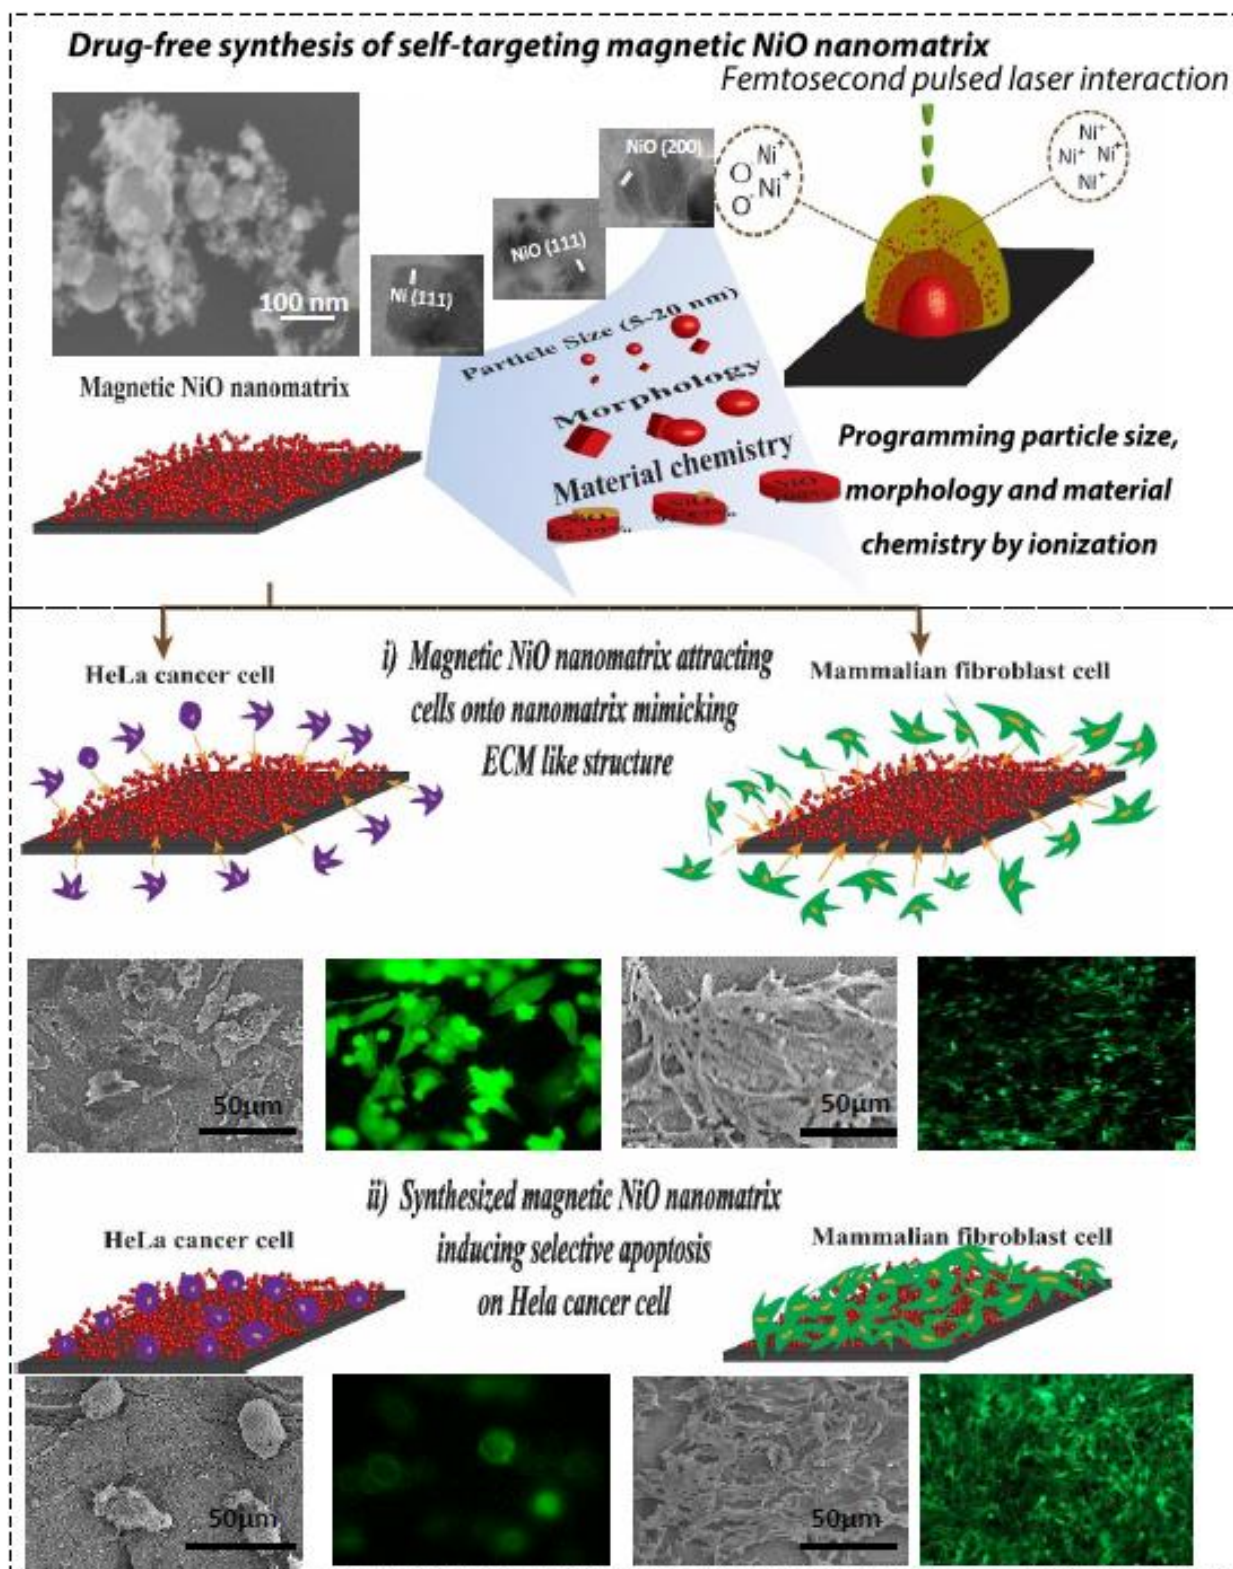 Drug-free synthesis of self-targeting magnetic NiO nanomatrix
Femtosecond pulsed laser interaction
NiO (200)
NiO (111)
Ni (111)
100 nm
Ni⁺
O Ni⁺
O⁻
Ni⁺
Ni⁺ Ni⁺
Ni⁺
Magnetic NiO nanomatrix
Particle Size (5-20 nm)
Morphology
Material chemistry
NiO
NiO
NiO
Programming particle size,
morphology and material
chemistry by ionization
i) Magnetic NiO nanomatrix attracting
cells onto nanomatrix mimicking
ECM like structure
HeLa cancer cell
Mammalian fibroblast cell
50μm
50μm
ii) Synthesized magnetic NiO nanomatrix
inducing selective apoptosis
on Hela cancer cell
HeLa cancer cell
Mammalian fibroblast cell
50μm
50μm